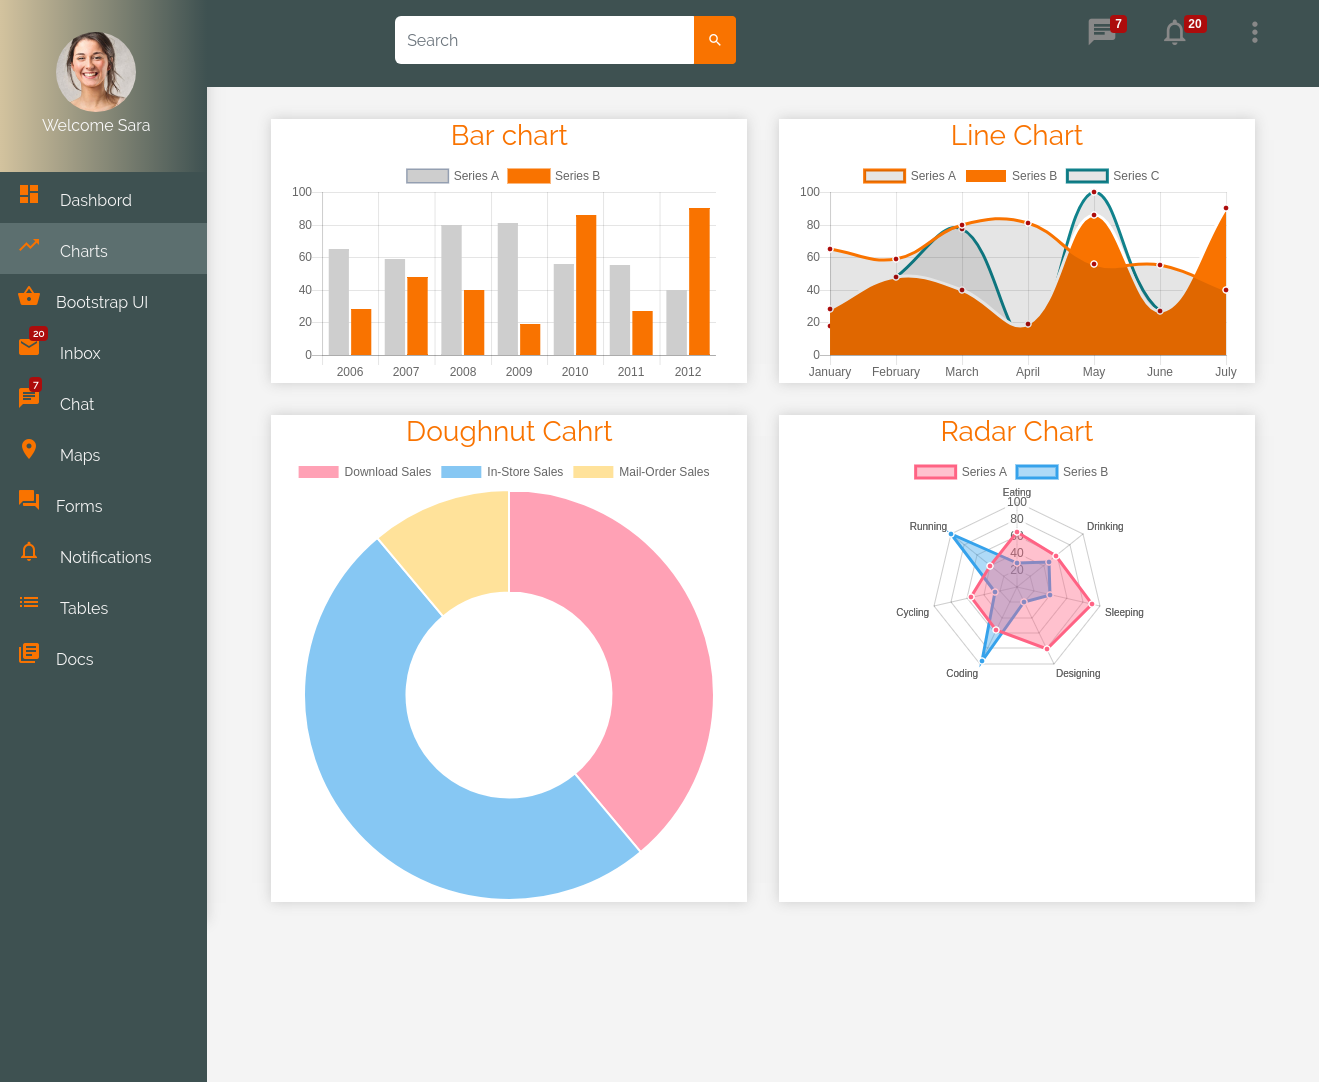 Welcome Sara
Search
7
20
Dashbord
Charts
Bootstrap UI
20
Inbox
7
Chat
Maps
Forms
Notifications
Tables
Docs
Bar chart
Series A Series B
100
80
60
40
20
0
2006 2007 2008 2009 2010 2011 2012
Line Chart
Series A Series B Series C
100
80
60
40
20
0
January February March April May June July
Doughnut Cahrt
Download Sales In-Store Sales Mail-Order Sales
Radar Chart
Series A Series B
Eating
100
80
60
40
20
Running Drinking
Cycling Sleeping
Coding Designing